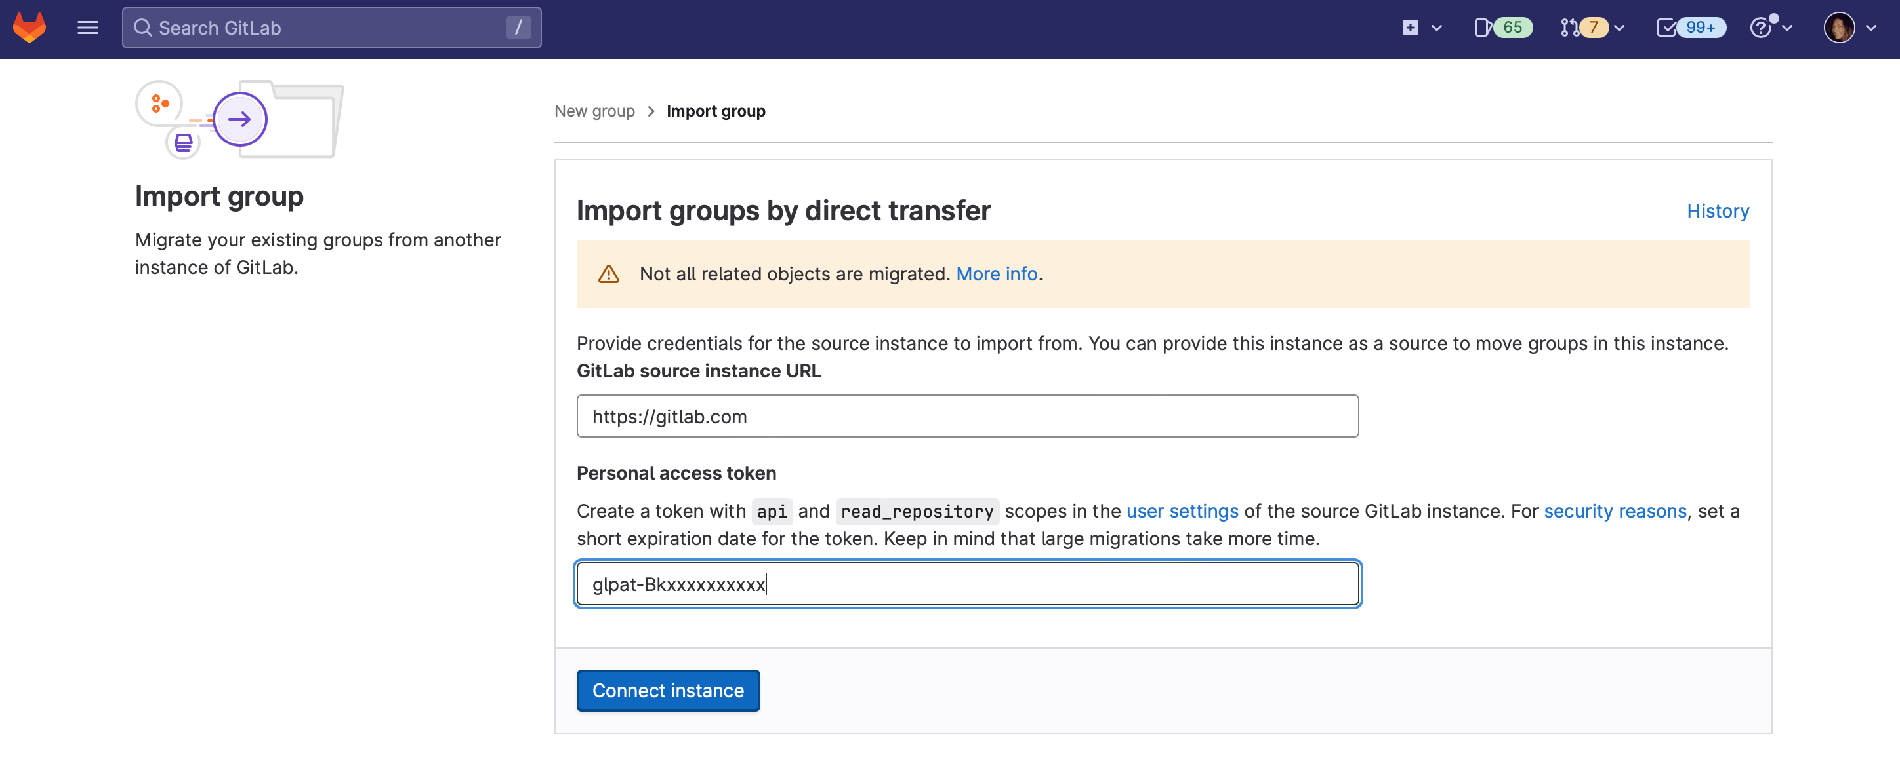 Search GitLab /
65
7
99+
New group > Import group
Import group
Migrate your existing groups from another
instance of GitLab.
Import groups by direct transfer
History
Not all related objects are migrated. More info.
Provide credentials for the source instance to import from. You can provide this instance as a source to move groups in this instance.
GitLab source instance URL
https://gitlab.com
Personal access token
Create a token with api and read_repository scopes in the user settings of the source GitLab instance. For security reasons, set a
short expiration date for the token. Keep in mind that large migrations take more time.
glpat-Bkxxxxxxxxxx
Connect instance